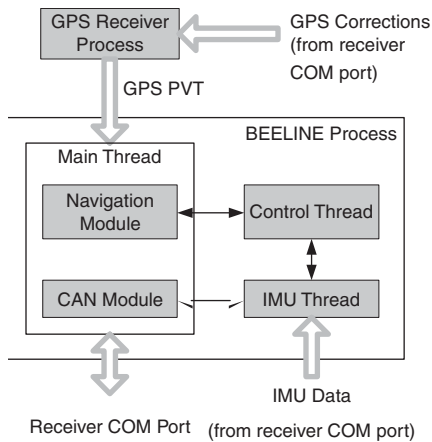 GPS Receiver
Process
GPS Corrections
(from receiver
COM port)
GPS PVT
BEELINE Process
Main Thread
Navigation
Module
Control Thread
CAN Module
IMU Thread
Receiver COM Port
IMU Data
(from receiver COM port)